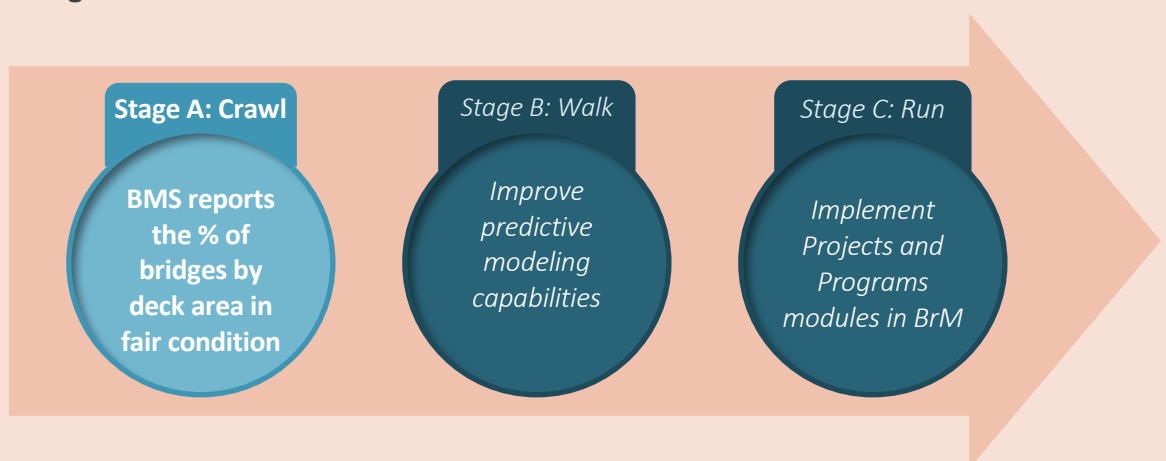 Stage A: Crawl
BMS reports
the % of
bridges by
deck area in
fair condition
Stage B: Walk
Improve
predictive
modeling
capabilities
Stage C: Run
Implement
Projects and
Programs
modules in BrM